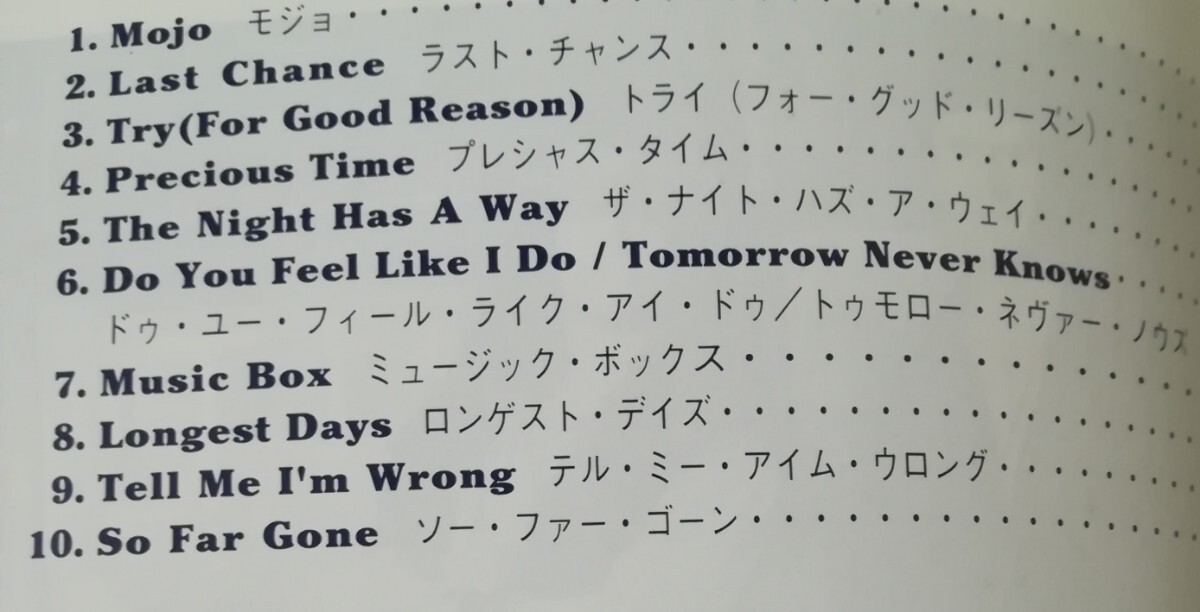 1. Mojo モジョ・・・・・・・・・・・・・・・
2. Last Chance ラスト・チャンス・・・・・・・・・・・・・・・
3. Try(For Good Reason) トライ（フォー・グッド・リーズン）・・・・
4. Precious Time プレシャス・タイム・・・・・・・・・・・・・・
5. The Night Has A Way ザ・ナイト・ハズ・ア・ウェイ・・・・・・
6. Do You Feel Like I Do / Tomorrow Never Knows・・・・
ドゥ・ユー・フィール・ライク・アイ・ドゥ／トゥモロー・ネヴァー・ノウズ
7. Music Box ミュージック・ボックス・・・・・・・・・・・・・
8. Longest Days ロンゲスト・デイズ・・・・・・・・・・・・・・
9. Tell Me I'm Wrong テル・ミー・アイム・ウロング・・・・・・・
10. So Far Gone ソー・ファー・ゴーン・・・・・・・・・・・・・